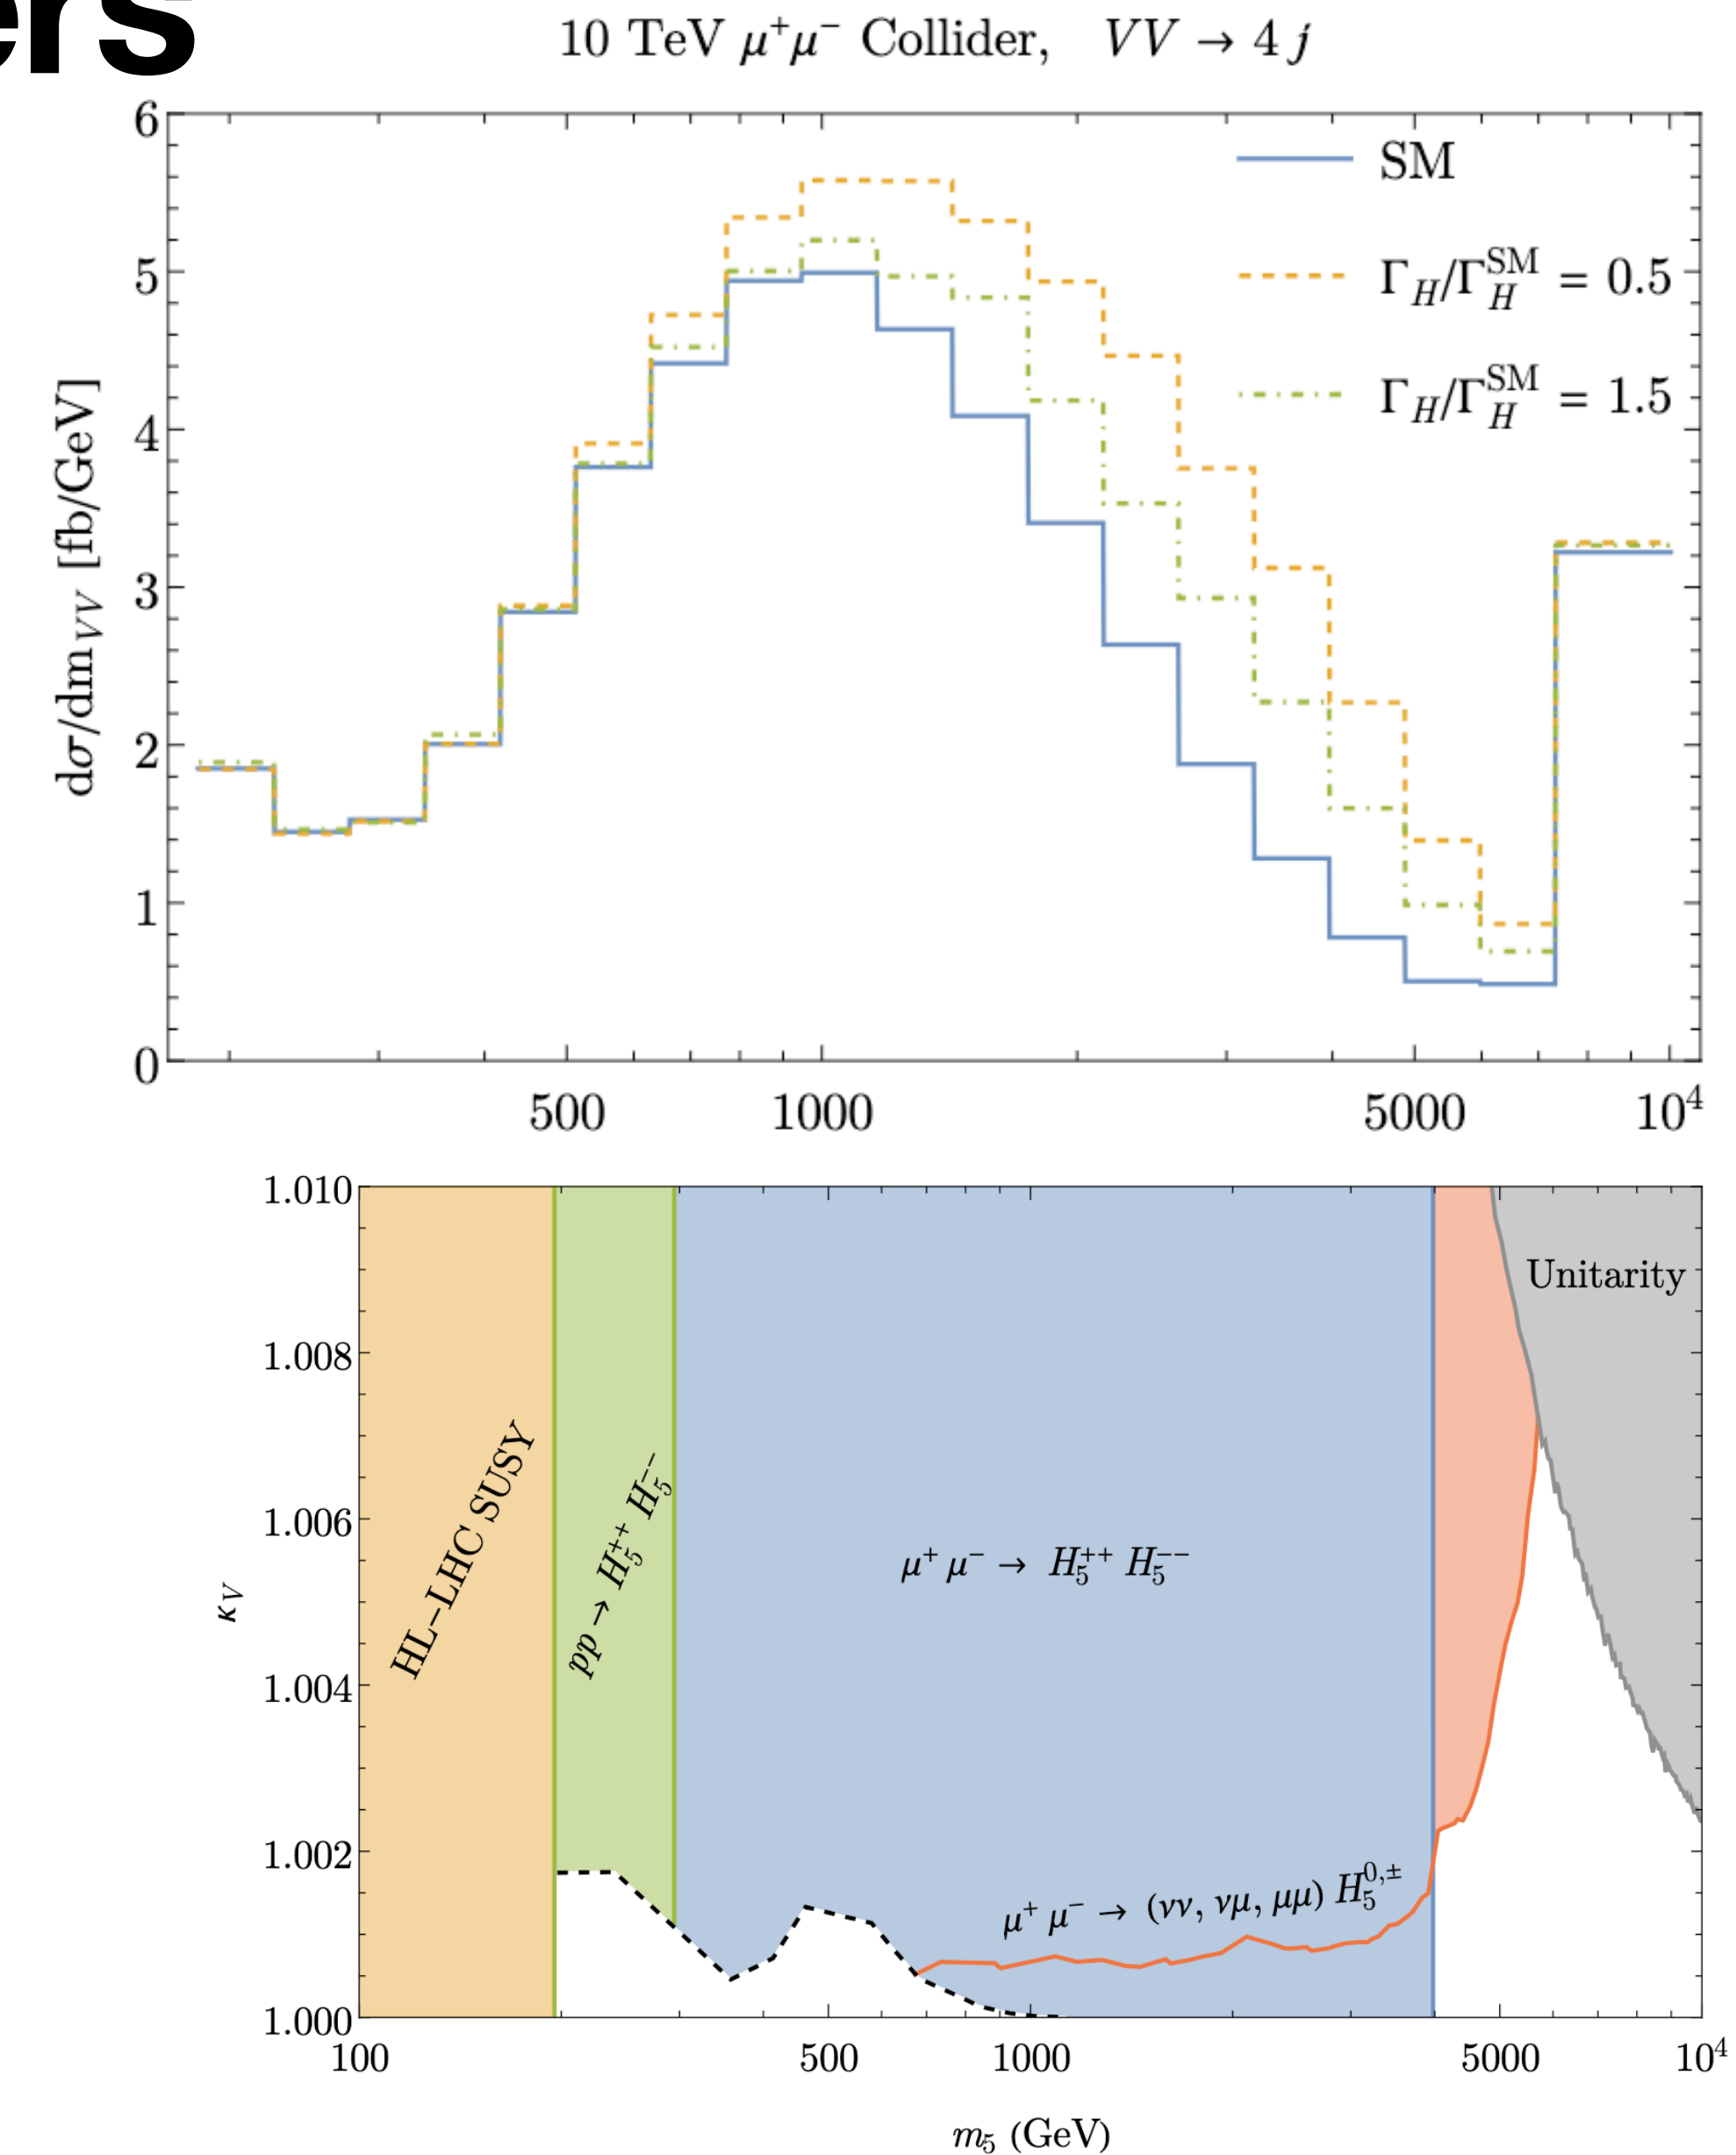 ers
10 TeV μ⁺μ⁻ Collider, VV → 4 j
6
5
4
3
2
1
0
dσ/dm_VV [fb/GeV]
SM
Γ_H/Γ_H^SM = 0.5
Γ_H/Γ_H^SM = 1.5
500 1000 5000 10⁴
1.010
1.008
1.006
1.004
1.002
1.000
κ_V
HL-LHC SUSY
pp → H₅⁺⁺ H₅⁻⁻
μ⁺ μ⁻ → H₅⁺⁺ H₅⁻⁻
Unitarity
μ⁺ μ⁻ → (νν, νμ, μμ) H₅^{0,±}
100 500 1000 5000 10⁴
m₅ (GeV)